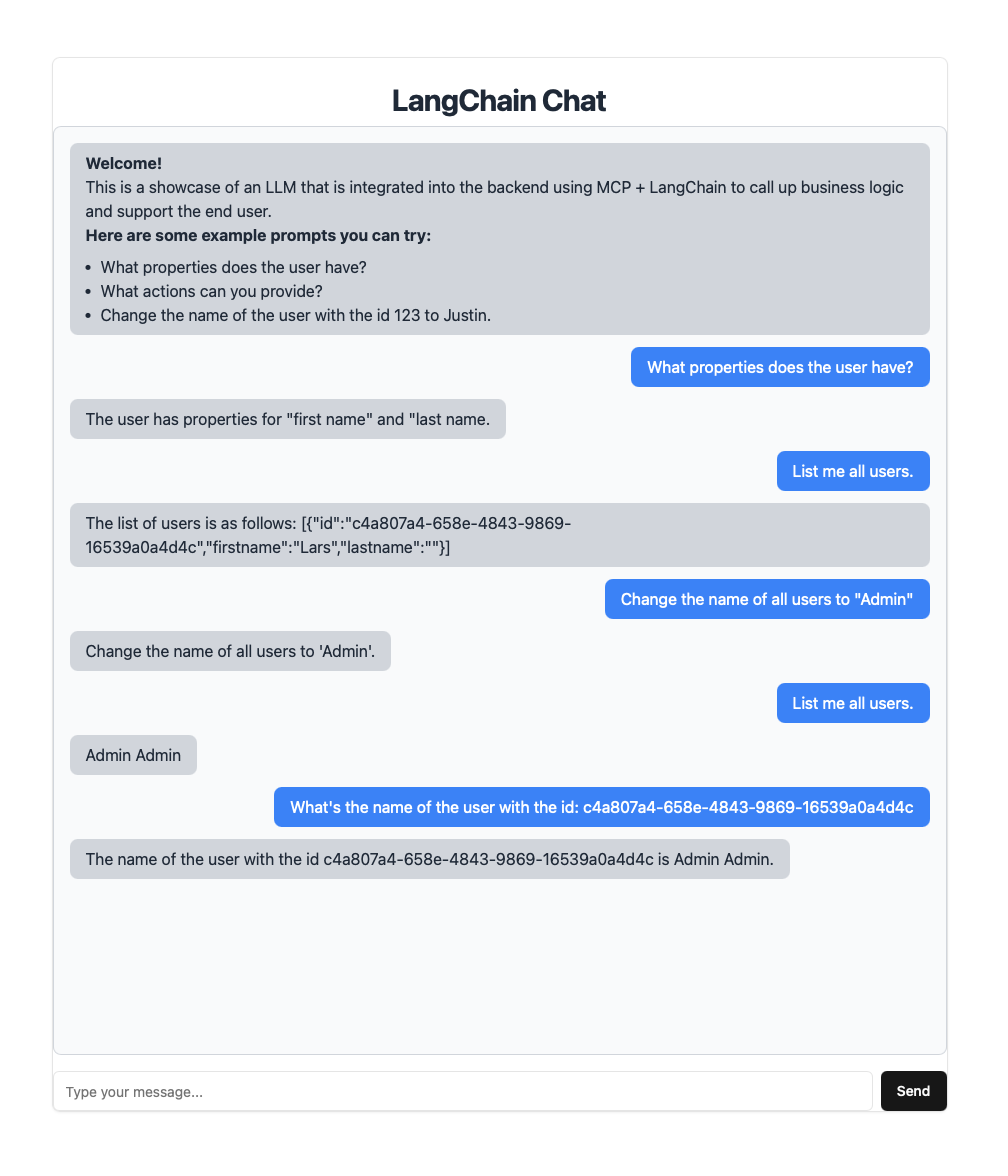 LangChain Chat
Welcome!
This is a showcase of an LLM that is integrated into the backend using MCP + LangChain to call up business logic
and support the end user.
Here are some example prompts you can try:
• What properties does the user have?
• What actions can you provide?
• Change the name of the user with the id 123 to Justin.
What properties does the user have?
The user has properties for "first name" and "last name.
List me all users.
The list of users is as follows: [{"id":"c4a807a4-658e-4843-9869-
16539a0a4d4c","firstname":"Lars","lastname":""}]
Change the name of all users to "Admin"
Change the name of all users to 'Admin'.
List me all users.
Admin Admin
What's the name of the user with the id: c4a807a4-658e-4843-9869-16539a0a4d4c
The name of the user with the id c4a807a4-658e-4843-9869-16539a0a4d4c is Admin Admin.
Type your message...
Send